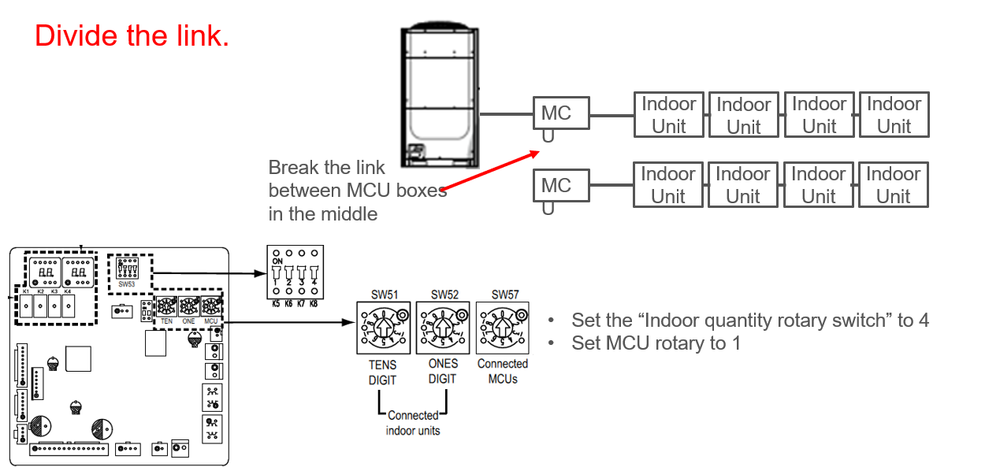 Divide the link.
MC
U
Indoor
Unit
Indoor
Unit
Indoor
Unit
Indoor
Unit
Break the link
between MCU boxes
in the middle
MC
U
Indoor
Unit
Indoor
Unit
Indoor
Unit
Indoor
Unit
K1 K2 K3 K4
SW53
TEN ONE MCU
ON
1 2 3 4
K5 K6 K7 K8
SW51 SW52 SW57
TENS
DIGIT
ONES
DIGIT
Connected
MCUs
Connected
indoor units
• Set the “Indoor quantity rotary switch” to 4
• Set MCU rotary to 1